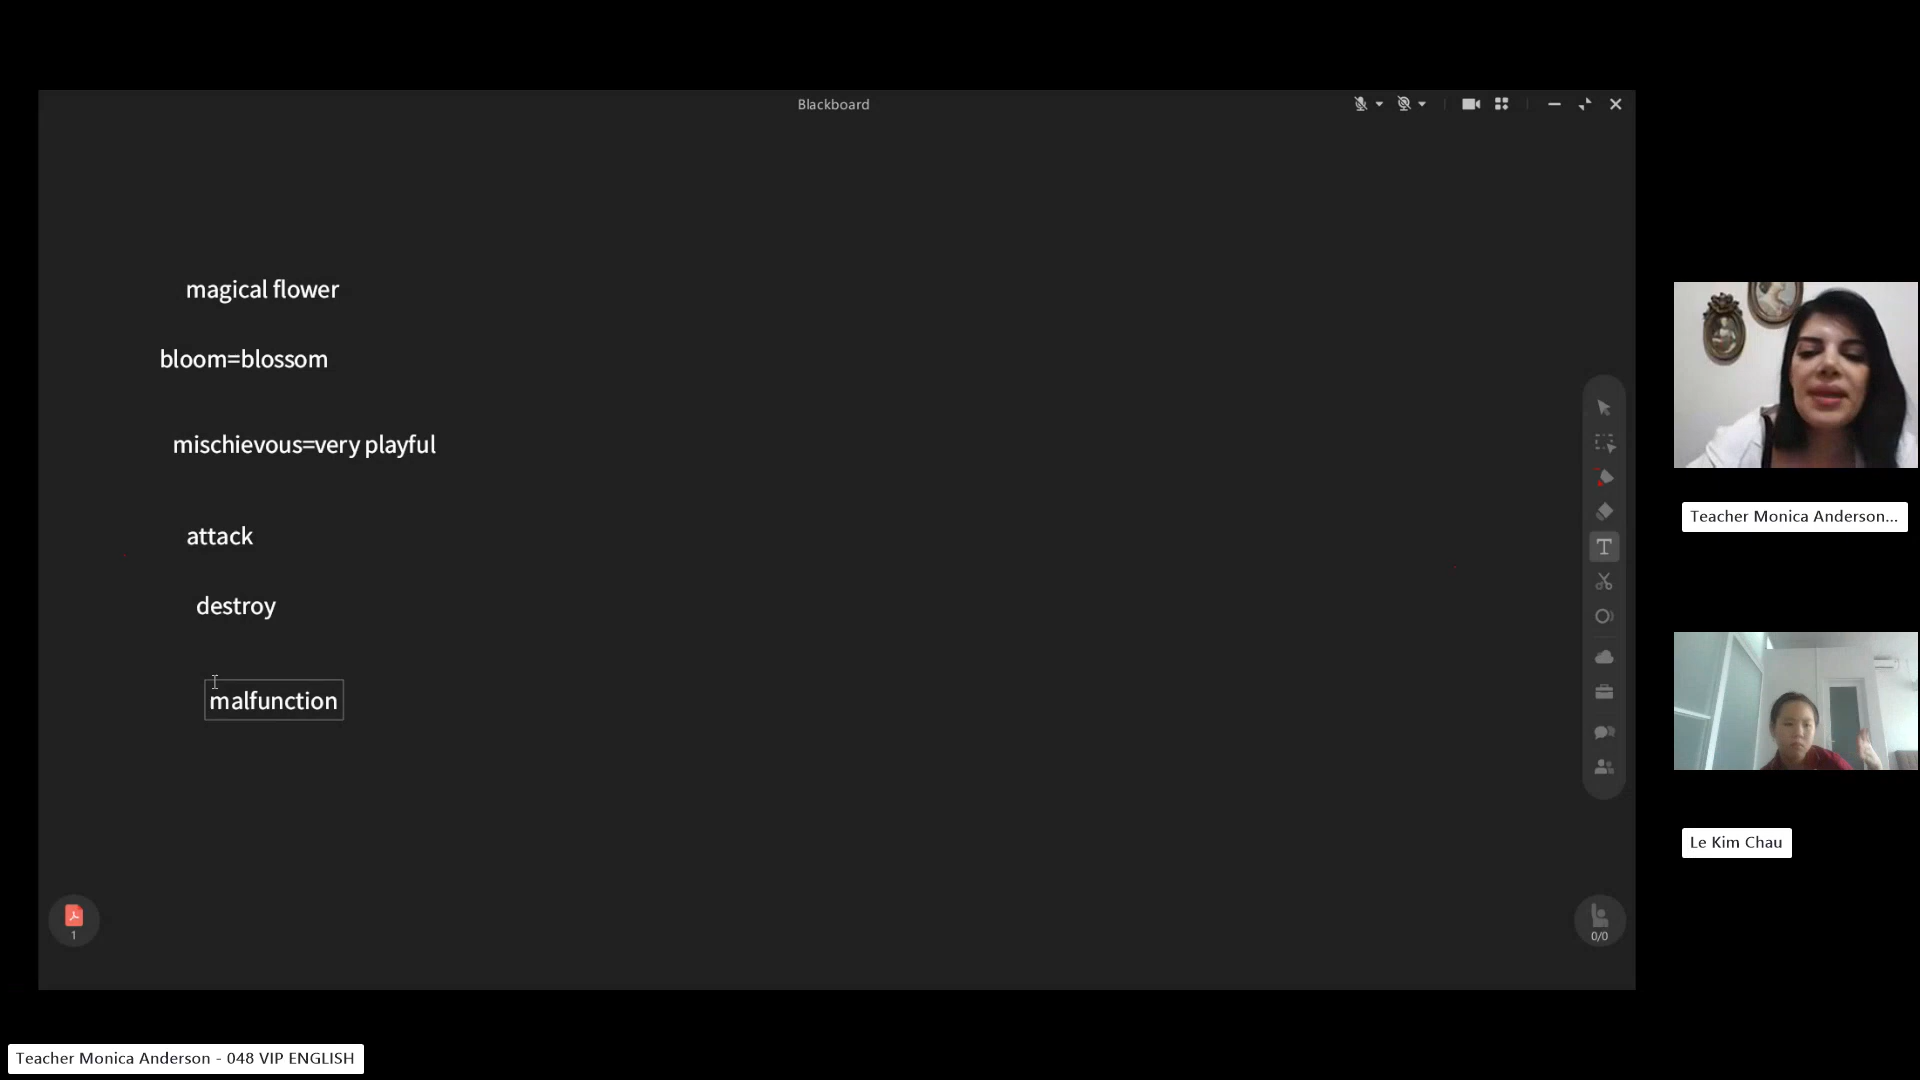 Blackboard
magical flower
bloom=blossom
mischievous=very playful
attack
destroy
malfunction
Teacher Monica Anderson...
Le Kim Chau
1
0/0
Teacher Monica Anderson - 048 VIP ENGLISH